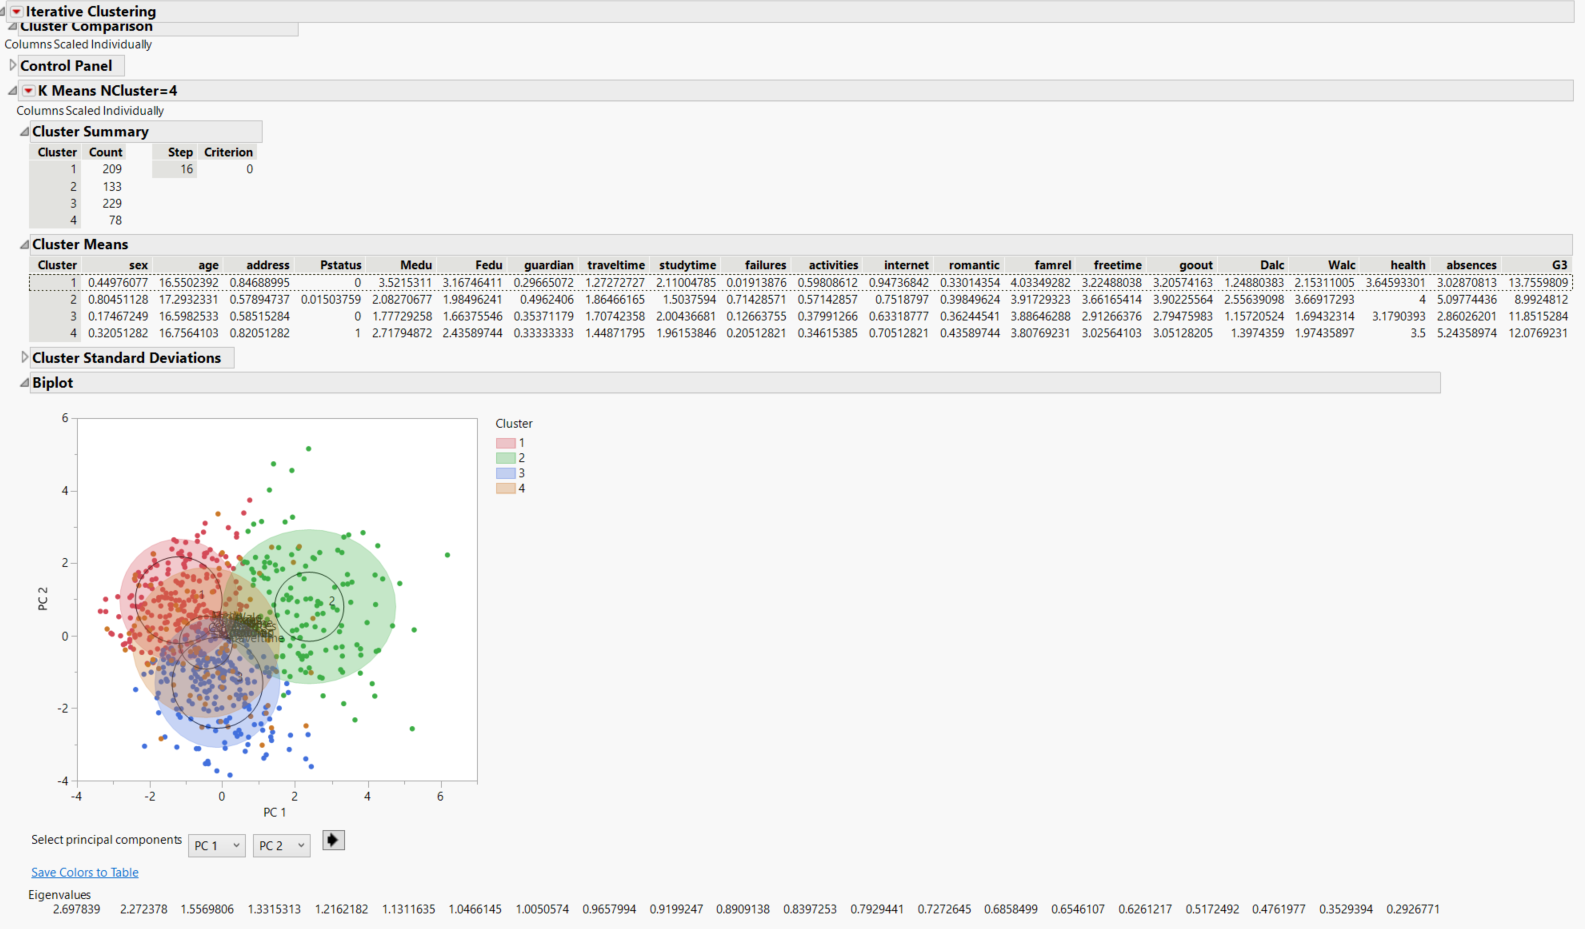 Iterative Clustering
Cluster Comparison
Columns Scaled Individually
Control Panel
K Means NCluster=4
Columns Scaled Individually
Cluster Summary
Cluster Count Step Criterion
1 209 16 0
2 133
3 229
4 78
Cluster Means
Cluster sex age address Pstatus Medu Fedu guardian traveltime studytime failures activities internet romantic famrel freetime goout Dalc Walc health absences G3
1 0.44976077 16.5502392 0.84688995 0 3.5215311 3.16746411 0.29665072 1.27272727 2.11004785 0.01913876 0.59808612 0.94736842 0.33014354 4.03349282 3.22488038 3.20574163 1.24880383 2.15311005 3.64593301 3.02870813 13.7559809
2 0.80451128 17.2932331 0.57894737 0.01503759 2.08270677 1.98496241 0.4962406 1.86466165 1.5037594 0.71428571 0.57142857 0.7518797 0.39849624 3.91729323 3.66165414 3.90225564 2.55639098 3.66917293 4 5.09774436 8.9924812
3 0.17467249 16.5982533 0.58515284 0 1.77729258 1.66375546 0.35371179 1.70742358 2.00436681 0.12663755 0.37991266 0.63318777 0.36244541 3.88646288 2.91266376 2.79475983 1.15720524 1.69432314 3.1790393 2.86026201 11.8515284
4 0.32051282 16.7564103 0.82051282 1 2.71794872 2.43589744 0.33333333 1.44871795 1.96153846 0.20512821 0.34615385 0.70512821 0.43589744 3.80769231 3.02564103 3.05128205 1.3974359 1.97435897 3.5 5.24358974 12.0769231
Cluster Standard Deviations
Biplot
Cluster
1
2
3
4
6
4
2
0
-2
-4
PC 2
1
2
traveltime
-4 -2 0 2 4 6
PC 1
Select principal components PC 1 PC 2
Save Colors to Table
Eigenvalues
2.697839 2.272378 1.5569806 1.3315313 1.2162182 1.1311635 1.0466145 1.0050574 0.9657994 0.9199247 0.8909138 0.8397253 0.7929441 0.7272645 0.6858499 0.6546107 0.6261217 0.5172492 0.4761977 0.3529394 0.2926771